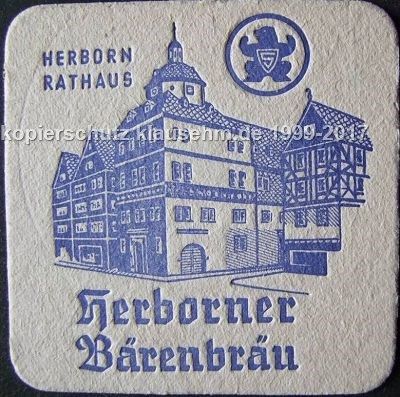 HERBORN
RATHAUS
kopierschutz klausehm.de 1999-2017
Herborner
Bärenbräu